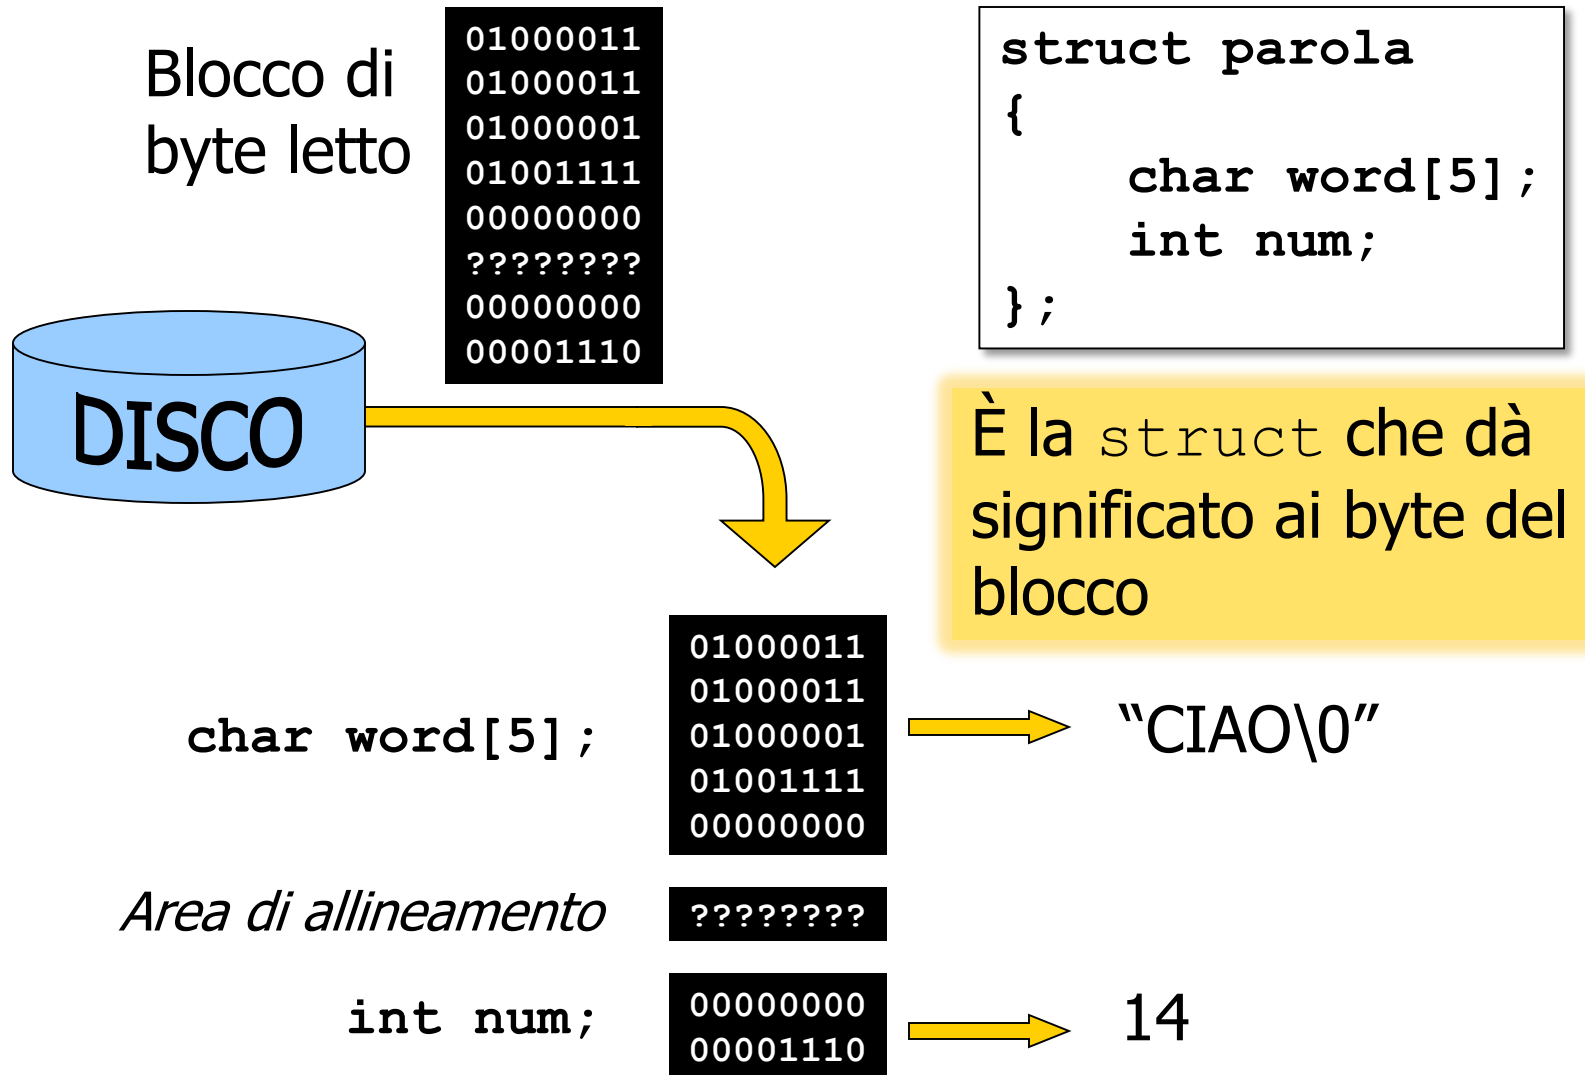 Blocco di
byte letto
01000011
01000011
01000001
01001111
00000000
????????
00000000
00001110
struct parola
{
char word[5];
int num;
};
DISCO
È la struct che dà
significato ai byte del
blocco
char word[5];
01000011
01000011
01000001
01001111
00000000
“CIAO\0”
Area di allineamento
????????
int num;
00000000
00001110
14